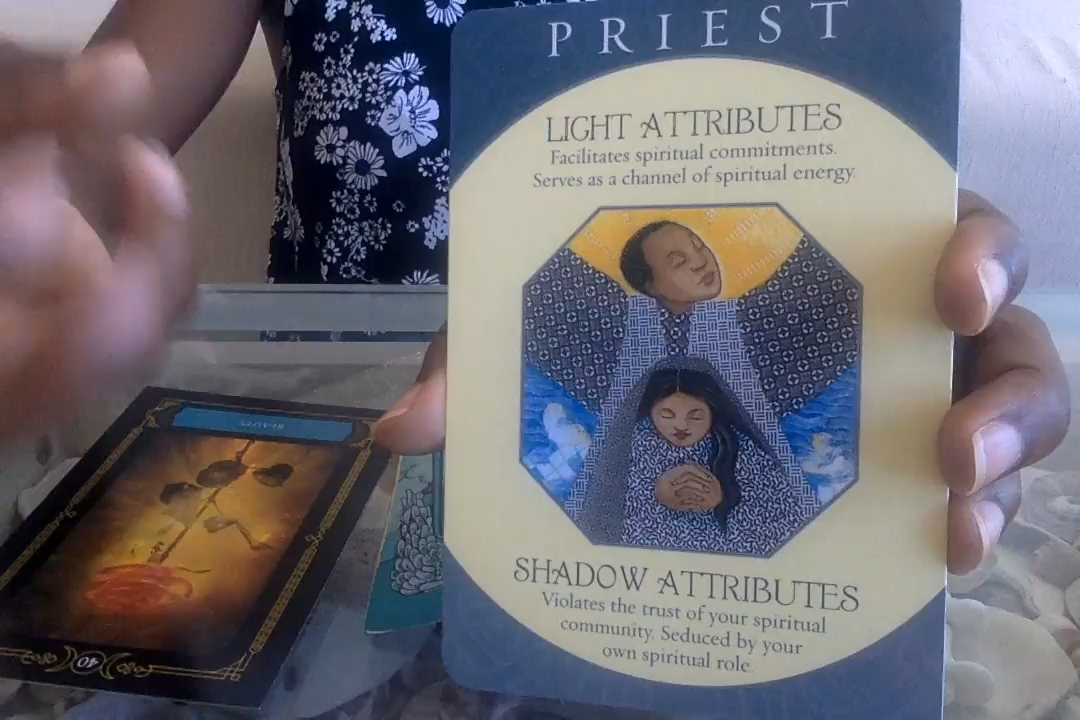 PRIEST
LIGHT ATTRIBUTES
Facilitates spiritual commitments.
Serves as a channel of spiritual energy.
SHADOW ATTRIBUTES
Violates the trust of your spiritual
community. Seduced by your
own spiritual role.
40